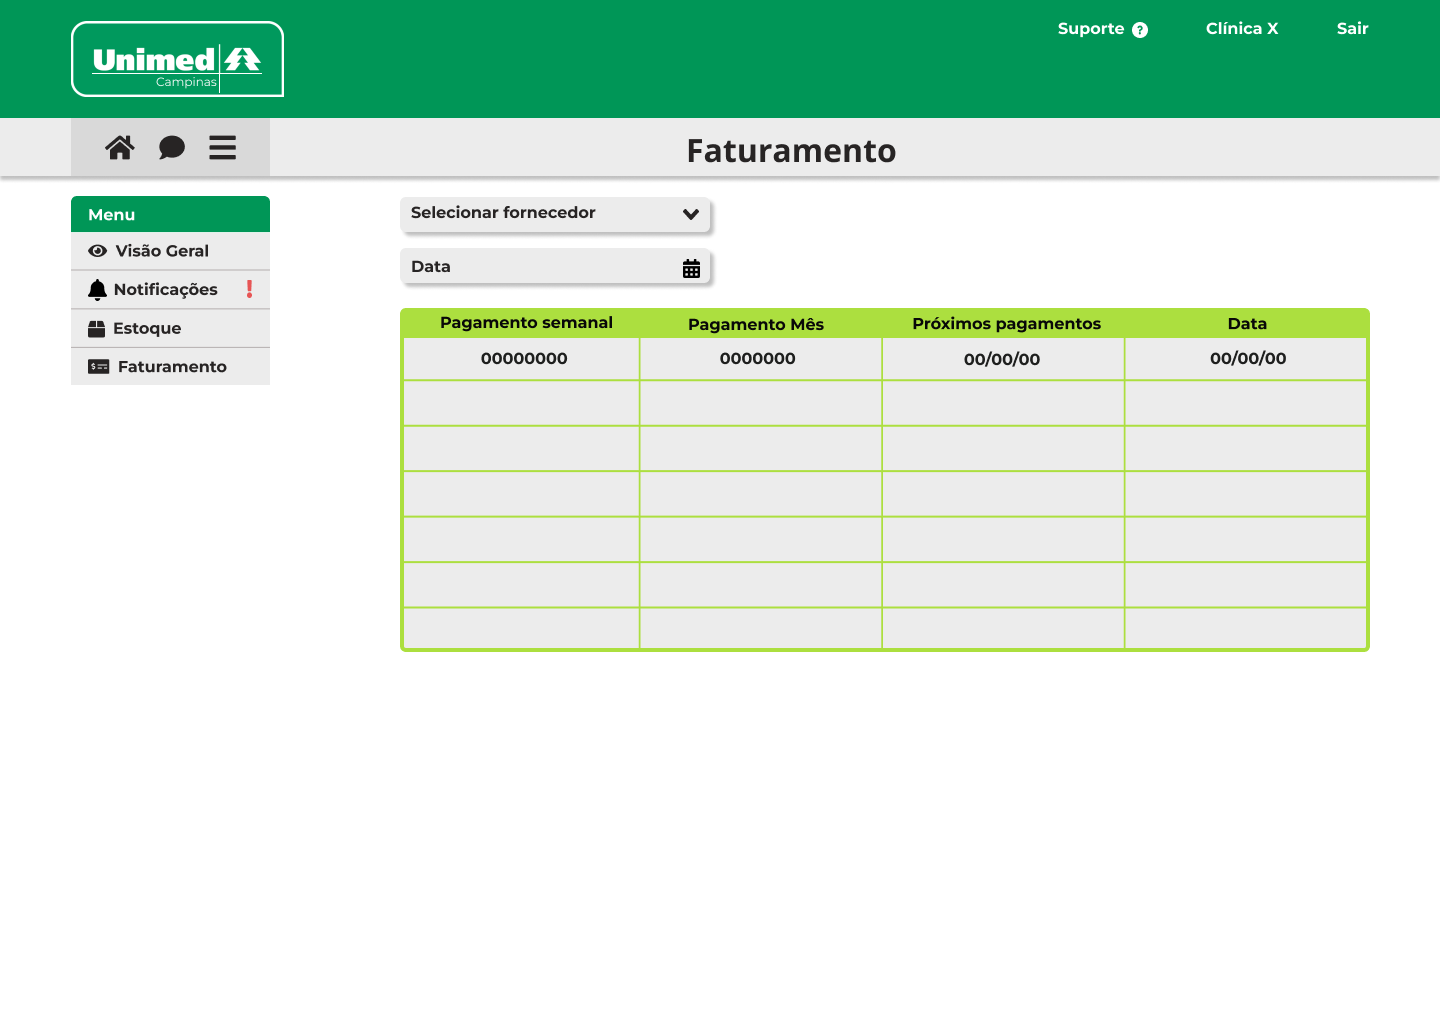 Suporte ?
Clínica X
Sair
Unimed
Campinas
Faturamento
Menu
Visão Geral
Notificações !
Estoque
Faturamento
Selecionar fornecedor
Data
Pagamento semanal Pagamento Mês Próximos pagamentos Data
00000000 0000000 00/00/00 00/00/00